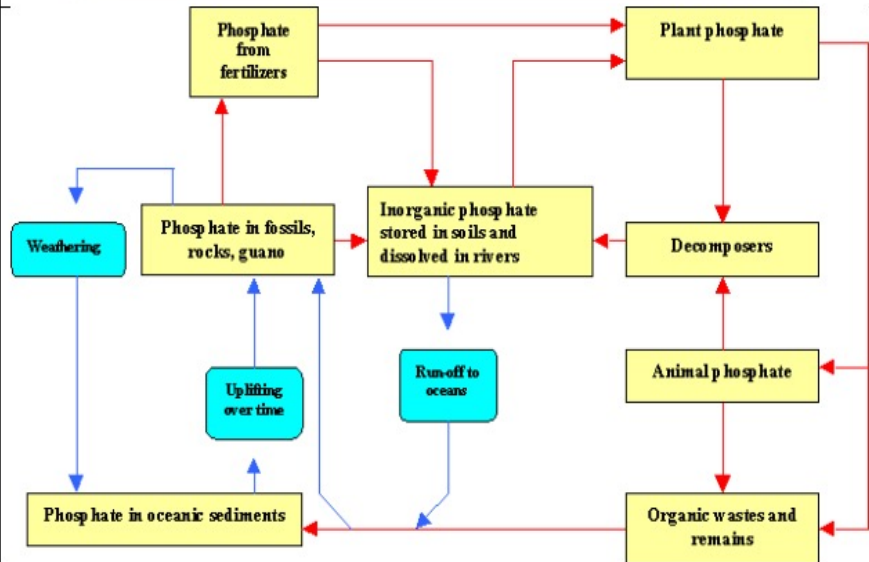 Phosphate
from
fertilizers
Plant phosphate
Weathering
Phosphate in fossils,
rocks, guano
Inorganic phosphate
stored in soils and
dissolved in rivers
Decomposers
Uplifting
over time
Run-off to
oceans
Animal phosphate
Phosphate in oceanic sediments
Organic wastes and
remains